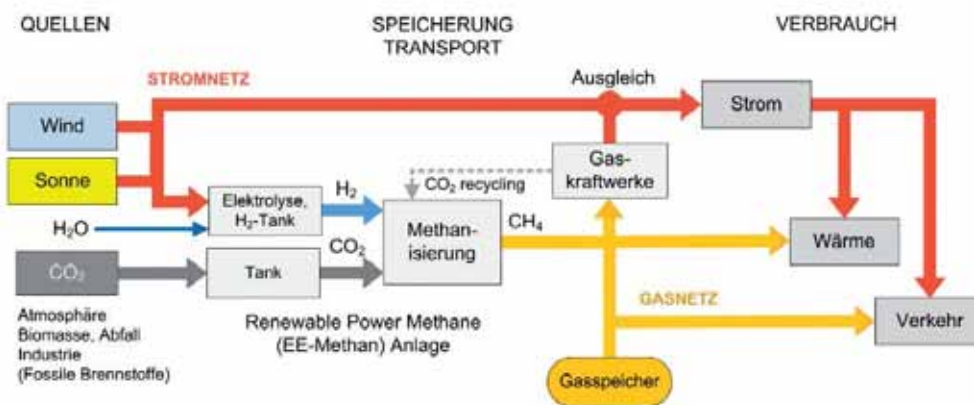 QUELLEN
SPEICHERUNG
TRANSPORT
VERBRAUCH
STROMNETZ
Ausgleich
Wind
Strom
Sonne
Gas-
kraftwerke
CO₂ recycling
Elektrolyse,
H₂-Tank
H₂
H₂O
Methan-
isierung
CH₄
Wärme
CO₂
Tank
CO₂
GASNETZ
Verkehr
Atmosphäre
Biomasse, Abfall
Industrie
(Fossile Brennstoffe)
Renewable Power Methane
(EE-Methan) Anlage
Gasspeicher